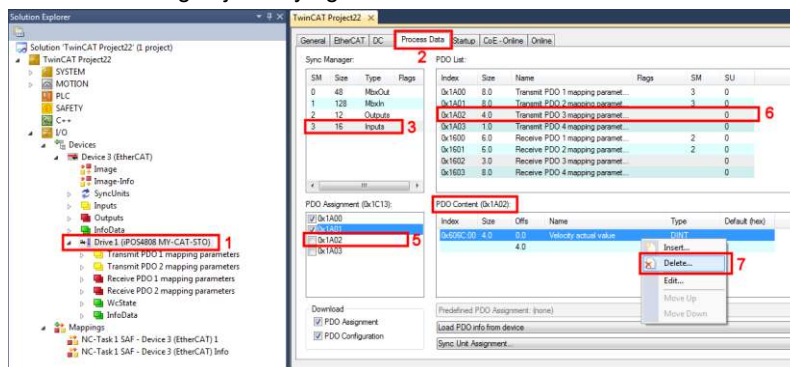 Solution Explorer
Solution 'TwinCAT Project22' (1 project)
TwinCAT Project22
SYSTEM
MOTION
PLC
SAFETY
C++
I/O
Devices
Device 3 (EtherCAT)
Image
Image-Info
SyncUnits
Inputs
Outputs
InfoData
Drive 1 (iPOS4808 MY-CAT-STO) 1
Transmit PDO 1 mapping parameters
Transmit PDO 2 mapping parameters
Receive PDO 1 mapping parameters
Receive PDO 2 mapping parameters
WcState
InfoData
Mappings
NC-Task 1 SAF - Device 3 (EtherCAT) 1
NC-Task 1 SAF - Device 3 (EtherCAT) Info
TwinCAT Project22
General EtherCAT DC Process Data Startup CoE - Online Online
2
Sync Manager:
SM Size Type Flags
0 48 MbxOut
1 128 MbxIn
2 12 Outputs
3 16 Inputs 3
PDO List:
Index Size Name Flags SM SU
0x1A00 8.0 Transmit PDO 1 mapping paramet... 3 0
0x1A01 8.0 Transmit PDO 2 mapping paramet... 3 0
0x1A02 4.0 Transmit PDO 3 mapping paramet... 0 6
0x1A03 1.0 Transmit PDO 4 mapping paramet... 0
0x1600 6.0 Receive PDO 1 mapping paramet... 2 0
0x1601 6.0 Receive PDO 2 mapping paramet... 2 0
0x1602 3.0 Receive PDO 3 mapping paramet... 0
0x1603 8.0 Receive PDO 4 mapping paramet... 0
PDO Assignment (0x1C13):
0x1A00
0x1A01
0x1A02 5
0x1A03
PDO Content (0x1A02):
Index Size Offs Name Type Default (hex)
0x606C:00 4.0 0.0 Velocity actual value DINT
4.0
Insert...
Delete... 7
Edit...
Move Up
Move Down
Download
PDO Assignment
PDO Configuration
Predefined PDO Assignment: (none)
Load PDO info from device
Sync Unit Assignment...